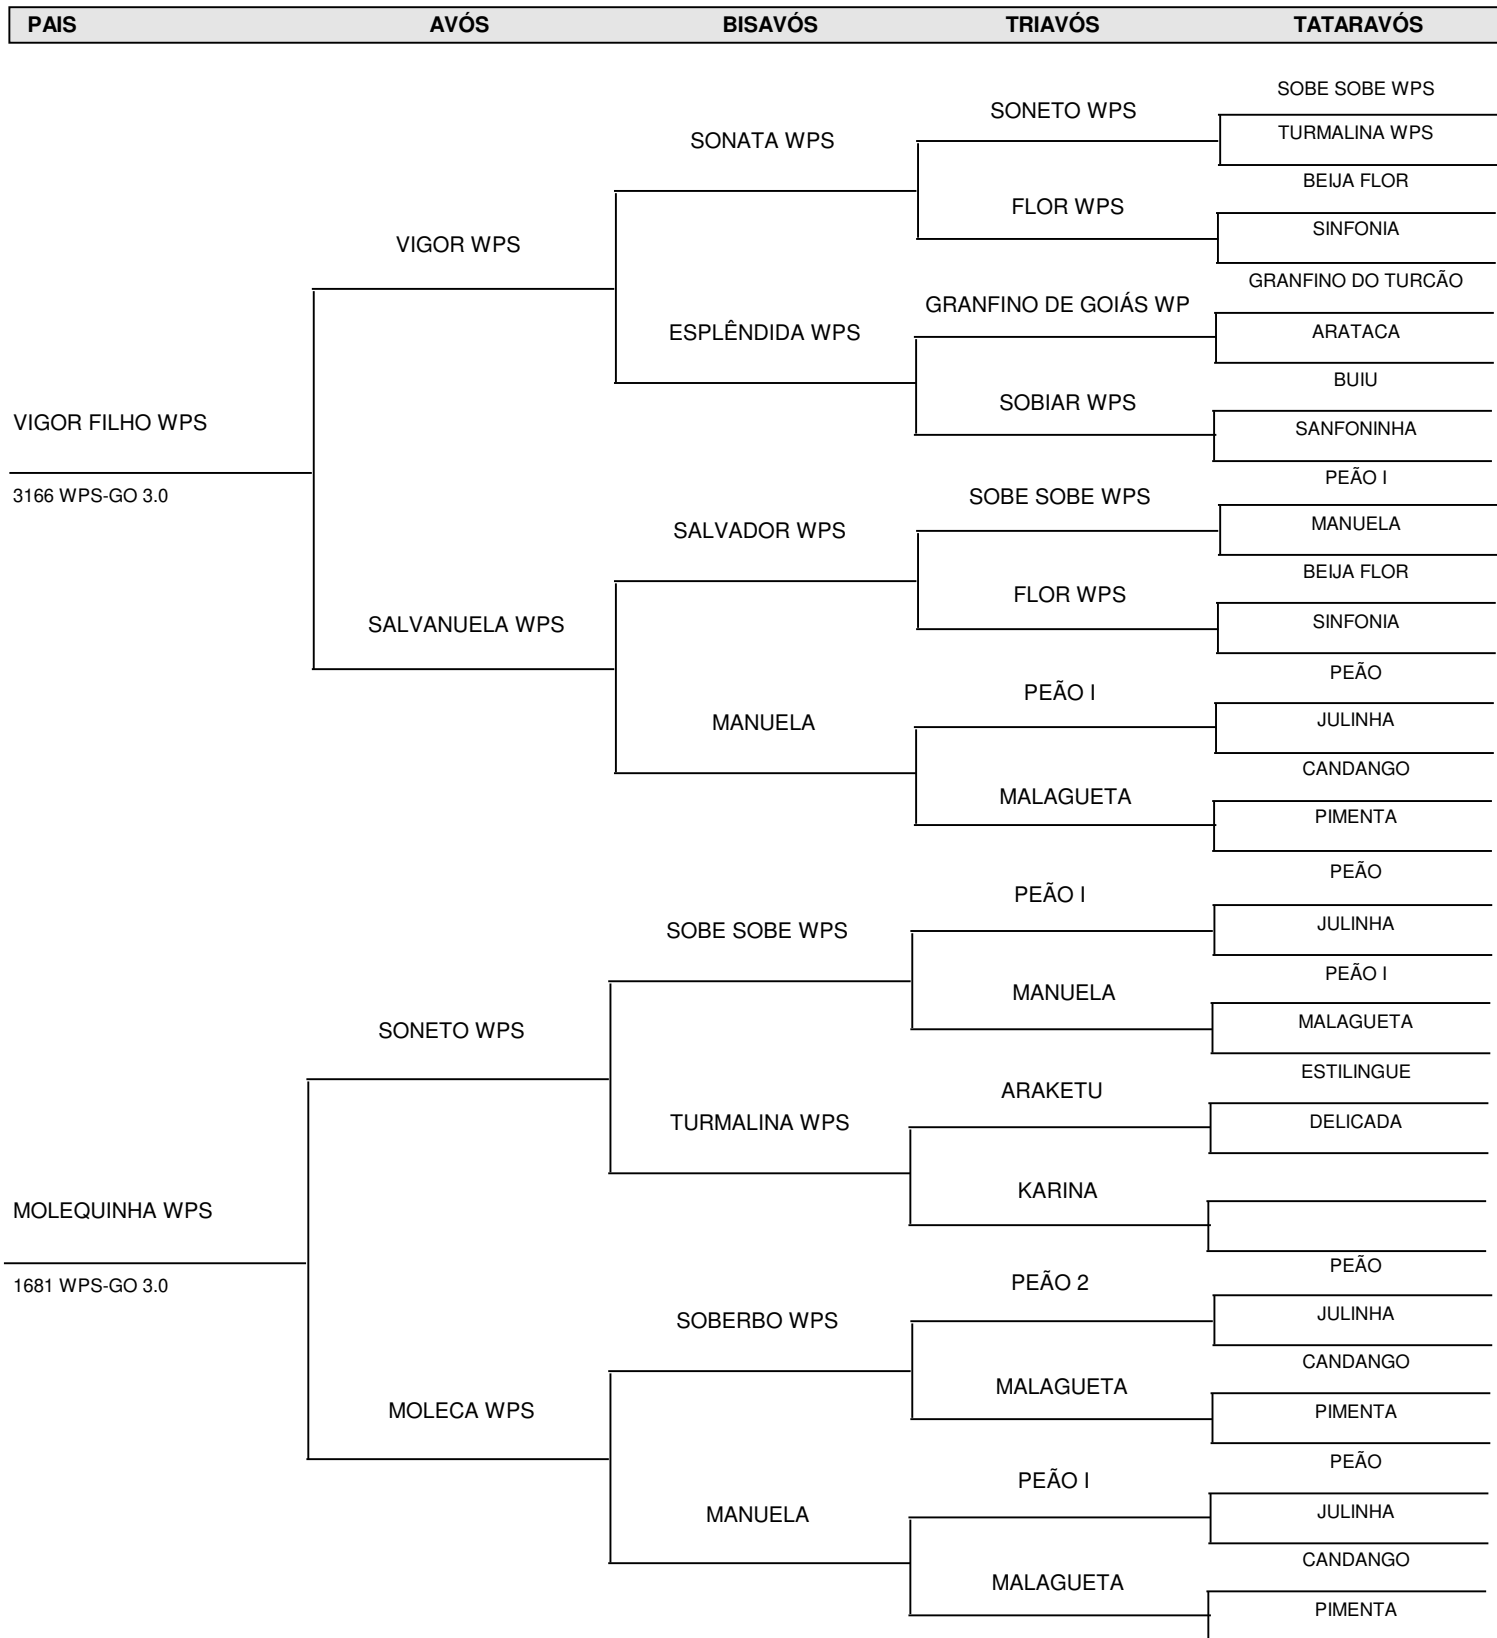 PAIS AVÓS BISAVÓS TRIAVÓS TATARAVÓS
SOBE SOBE WPS
SONETO WPS
TURMALINA WPS
SONATA WPS
BEIJA FLOR
FLOR WPS
SINFONIA
VIGOR WPS
GRANFINO DO TURCÃO
GRANFINO DE GOIÁS WP
ARATACA
ESPLÊNDIDA WPS
BUIU
SOBIAR WPS
VIGOR FILHO WPS
SANFONINHA
PEÃO I
3166 WPS-GO 3.0
SOBE SOBE WPS
MANUELA
SALVADOR WPS
BEIJA FLOR
FLOR WPS
SINFONIA
SALVANUELA WPS
PEÃO
PEÃO I
JULINHA
MANUELA
CANDANGO
MALAGUETA
PIMENTA
PEÃO
PEÃO I
JULINHA
SOBE SOBE WPS
PEÃO I
MANUELA
MALAGUETA
SONETO WPS
ESTILINGUE
ARAKETU
DELICADA
TURMALINA WPS
KARINA
MOLEQUINHA WPS
PEÃO
1681 WPS-GO 3.0
PEÃO 2
JULINHA
SOBERBO WPS
CANDANGO
MALAGUETA
MOLECA WPS
PIMENTA
PEÃO
PEÃO I
JULINHA
MANUELA
CANDANGO
MALAGUETA
PIMENTA